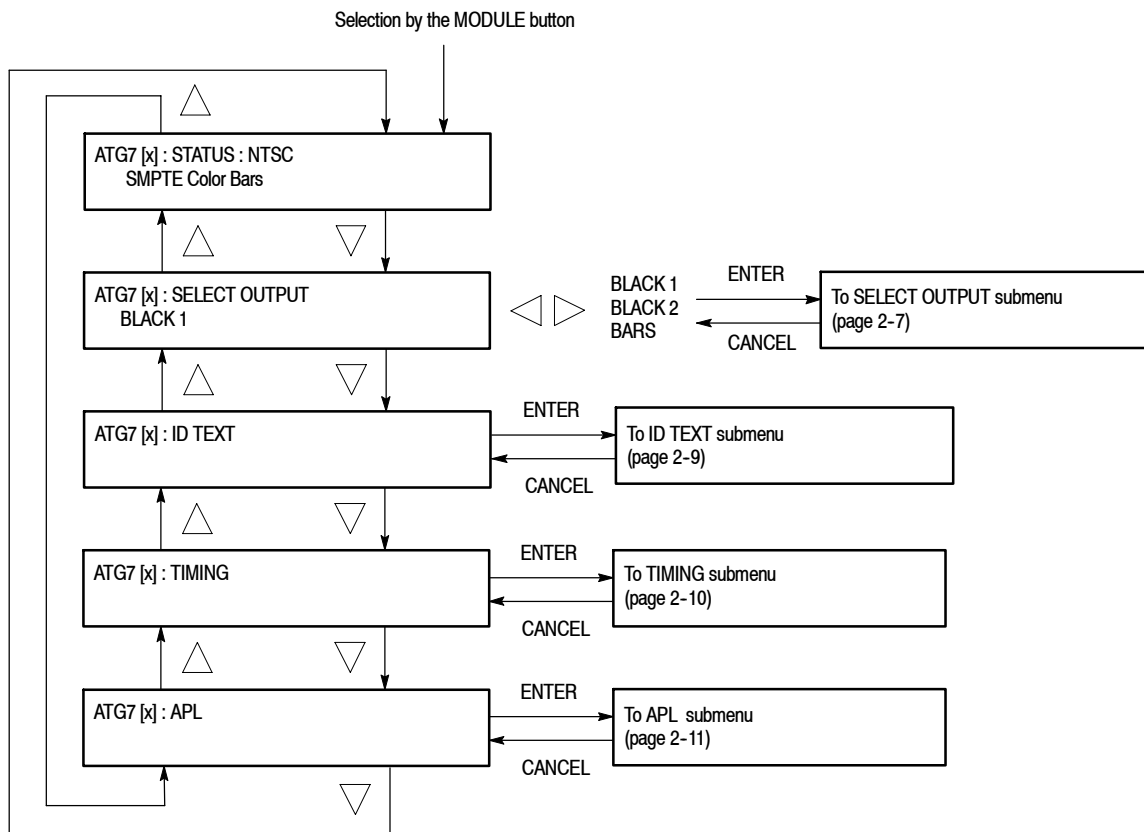 Selection by the MODULE button
ATG7 [x] : STATUS : NTSC
SMPTE Color Bars
ATG7 [x] : SELECT OUTPUT
BLACK 1
BLACK 1
BLACK 2
BARS
ENTER
CANCEL
To SELECT OUTPUT submenu
(page 2-7)
ATG7 [x] : ID TEXT
ENTER
CANCEL
To ID TEXT submenu
(page 2-9)
ATG7 [x] : TIMING
ENTER
CANCEL
To TIMING submenu
(page 2-10)
ATG7 [x] : APL
ENTER
CANCEL
To APL submenu
(page 2-11)